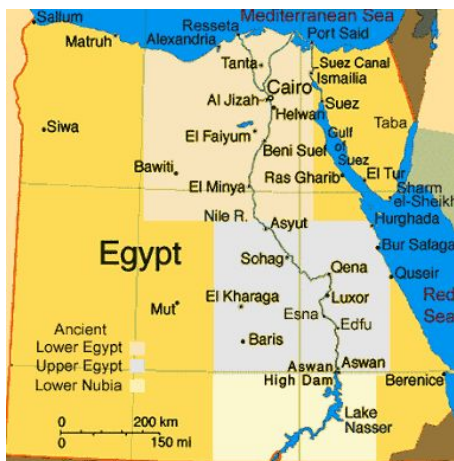 Sallum
Resseta
Mediterranean Sea
Matruh
Alexandria
Port Said
Tanta
Suez Canal
Ismailia
Cairo
Al Jizah
Helwan
Suez
Siwa
El Faiyum
Taba
Beni Suef
Gulf
of
Suez
Bawiti
Ras Gharib
El Tur
El Minya
Sharm
el-Sheikh
Nile R.
Asyut
Hurghada
Egypt
Sohag
Bur Safaga
Qena
Quseir
Mut
El Kharaga
Luxor
Red
Sea
Esna
Edfu
Ancient
Lower Egypt
Upper Egypt
Lower Nubia
Baris
Aswan
High Dam
Aswan
Berenice
0 200 km
0 150 mi
Lake
Nasser